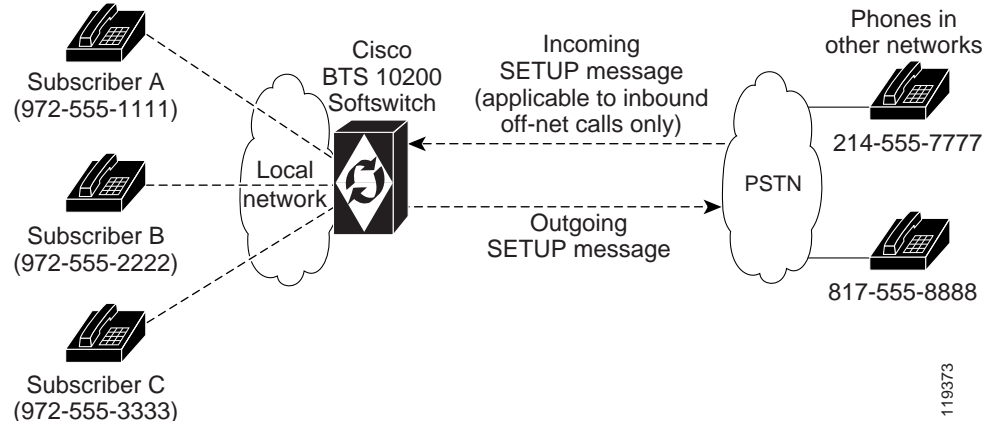 Subscriber A
(972-555-1111)
Subscriber B
(972-555-2222)
Subscriber C
(972-555-3333)
Local
network
Cisco
BTS 10200
Softswitch
Incoming
SETUP message
(applicable to inbound
off-net calls only)
Outgoing
SETUP message
PSTN
Phones in
other networks
214-555-7777
817-555-8888
119373